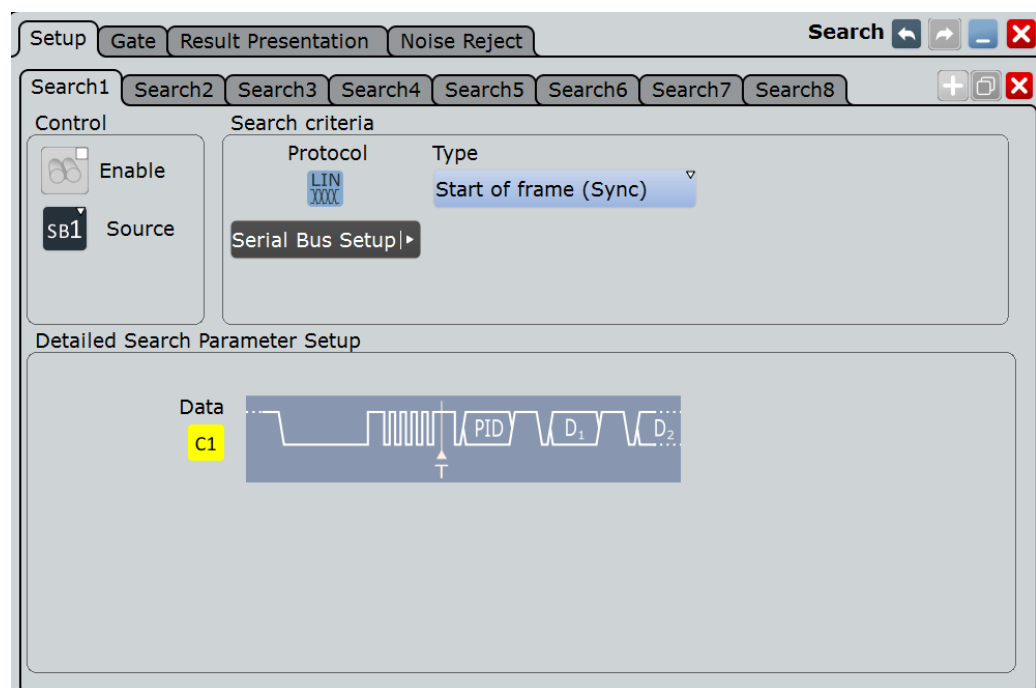 Setup Gate Result Presentation Noise Reject Search
Search1 Search2 Search3 Search4 Search5 Search6 Search7 Search8
Control Search criteria
Protocol Type
Enable LIN Start of frame (Sync)
SB1 Source Serial Bus Setup
Detailed Search Parameter Setup
Data
C1 PID D₁ D₂
T